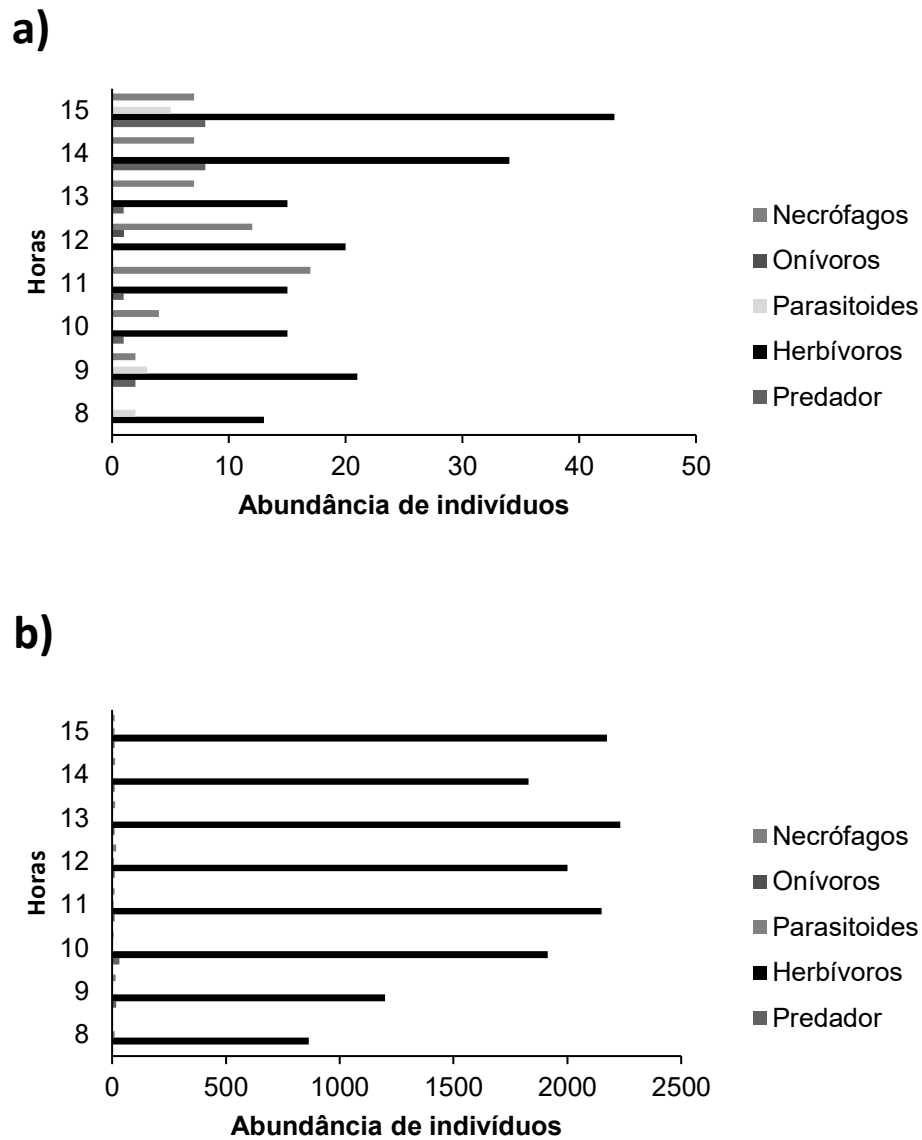 a)
15
14
13
12
11
10
9
8
Horas
0 10 20 30 40 50
Abundância de indivíduos
Necrófagos
Onívoros
Parasitoides
Herbívoros
Predador
b)
15
14
13
12
11
10
9
8
Horas
0 500 1000 1500 2000 2500
Abundância de indivíduos
Necrófagos
Onívoros
Parasitoides
Herbívoros
Predador